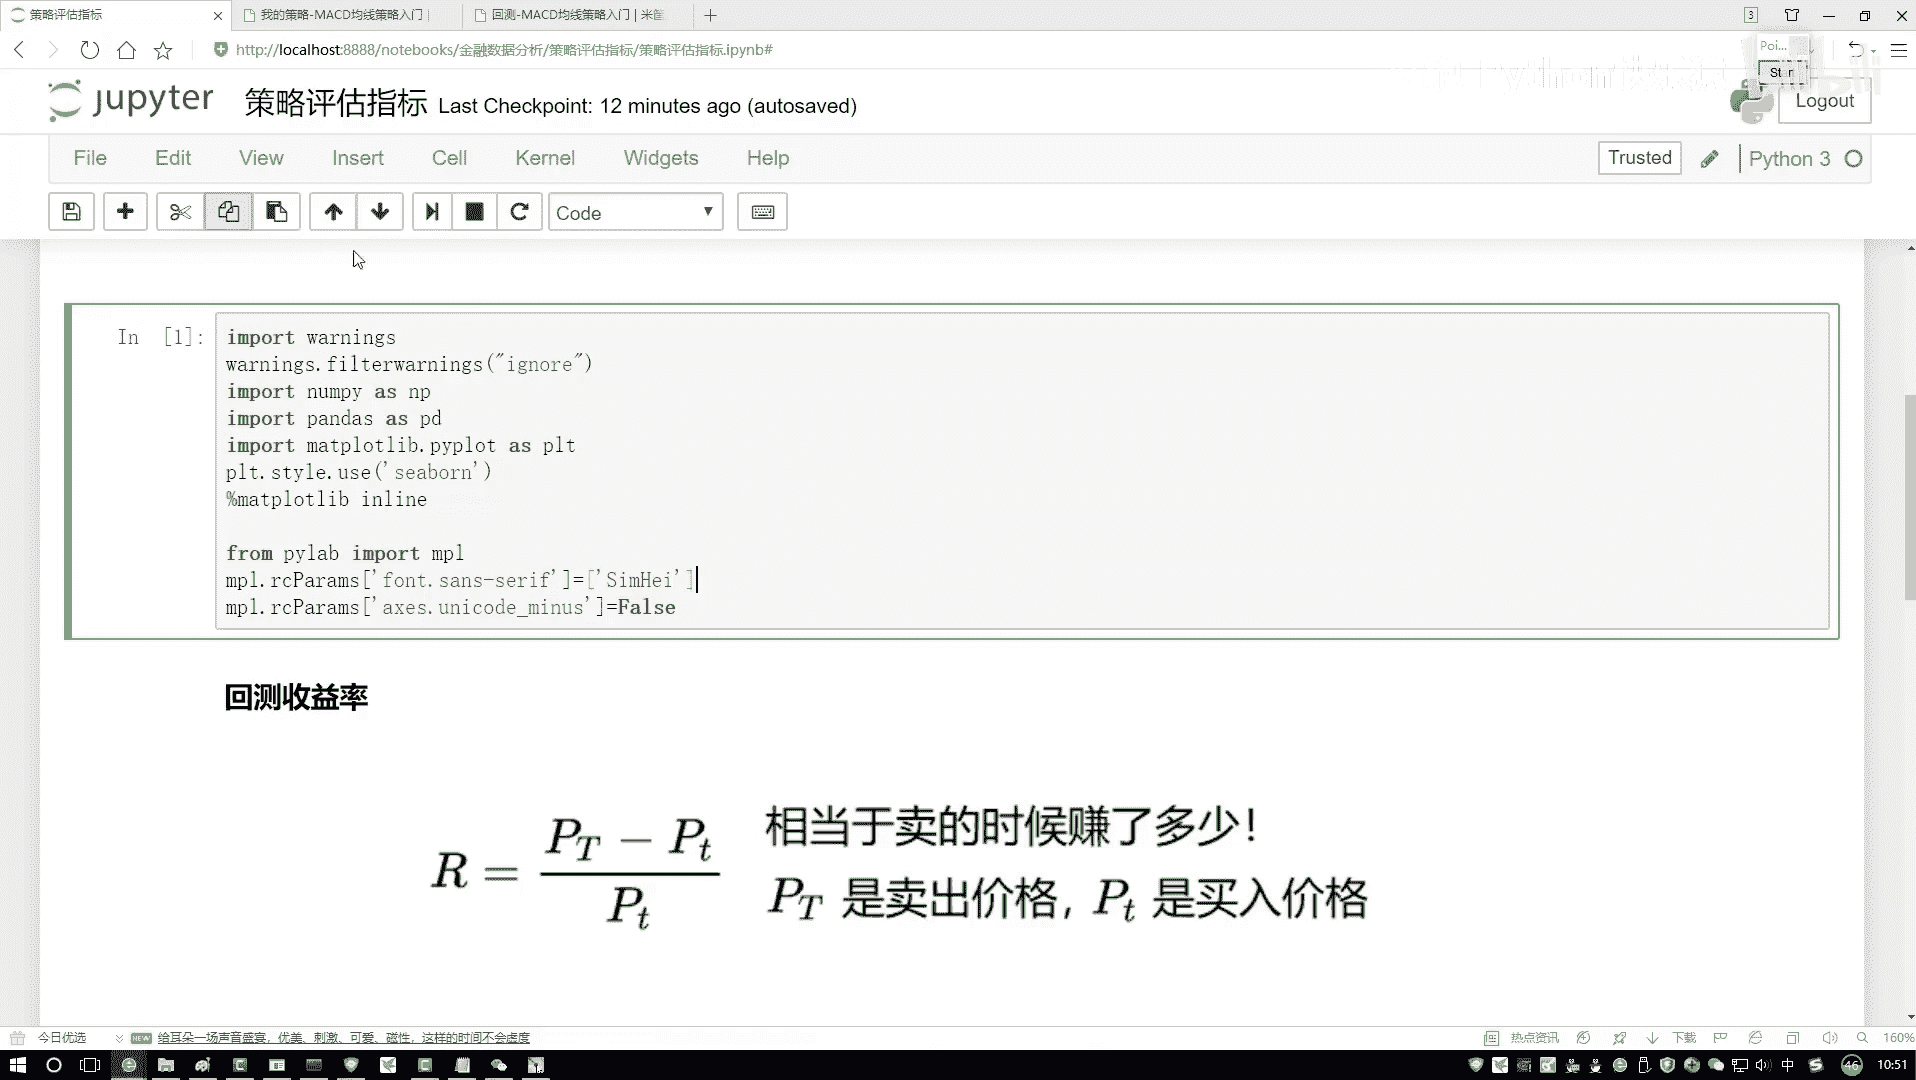 策略评估指标
我的策略-MACD均线策略入门
回测-MACD均线策略入门 | 米筐
3
http://localhost:8888/notebooks/金融数据分析/策略评估指标/策略评估指标.ipynb#
Poi...
Start
jupyter 策略评估指标 Last Checkpoint: 12 minutes ago (autosaved)
Logout
File Edit View Insert Cell Kernel Widgets Help
Trusted
Python 3
Code
In [1]:
import warnings
warnings.filterwarnings("ignore")
import numpy as np
import pandas as pd
import matplotlib.pyplot as plt
plt.style.use('seaborn')
%matplotlib inline
from pylab import mpl
mpl.rcParams['font.sans-serif']=['SimHei']
mpl.rcParams['axes.unicode_minus']=False
回测收益率
R = (P_T − P_t) / P_t
相当于卖的时候赚了多少！
P_T 是卖出价格，P_t 是买入价格
今日优选
NEW 给耳朵一场声音盛宴，优美、刺激、可爱、磁性，这样的时间不会虚度
热点资讯
下载
160%
中
46
10:51